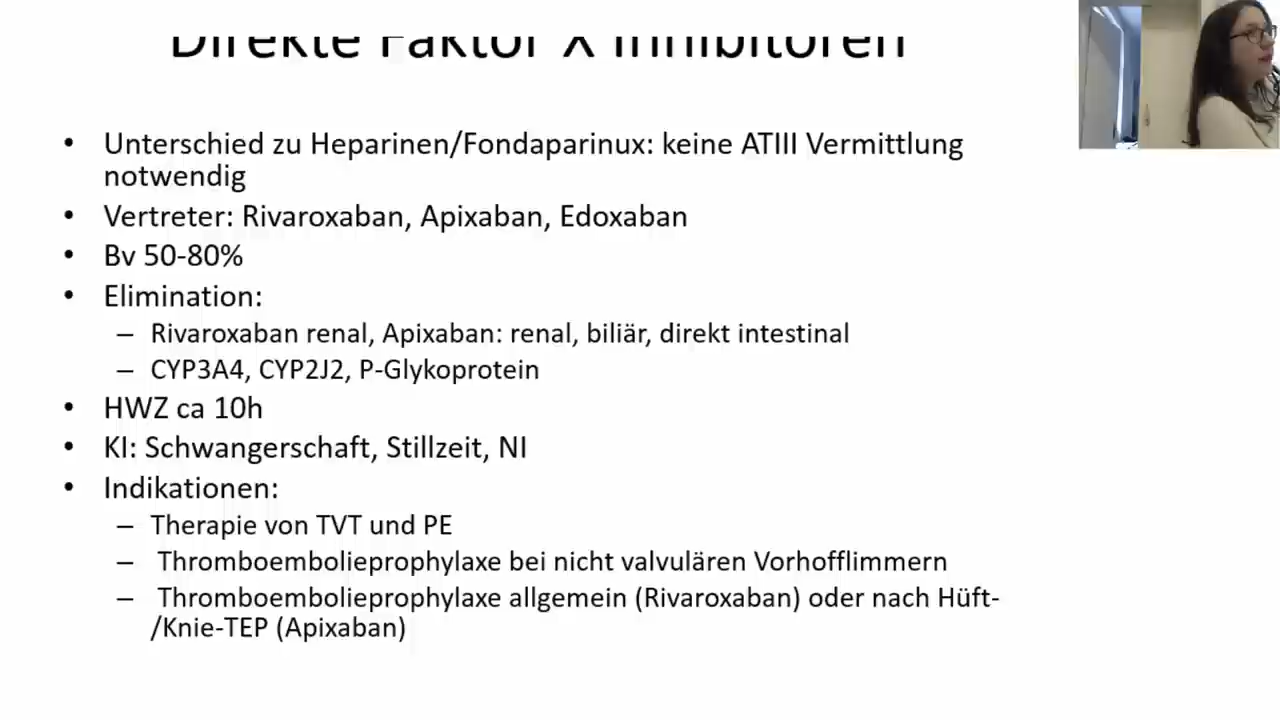 Direkte Faktor X Inhibitoren
• Unterschied zu Heparinen/Fondaparinux: keine ATIII Vermittlung
notwendig
• Vertreter: Rivaroxaban, Apixaban, Edoxaban
• Bv 50-80%
• Elimination:
– Rivaroxaban renal, Apixaban: renal, biliär, direkt intestinal
– CYP3A4, CYP2J2, P-Glykoprotein
• HWZ ca 10h
• KI: Schwangerschaft, Stillzeit, NI
• Indikationen:
– Therapie von TVT und PE
– Thromboembolieprophylaxe bei nicht valvulären Vorhofflimmern
– Thromboembolieprophylaxe allgemein (Rivaroxaban) oder nach Hüft-
/Knie-TEP (Apixaban)